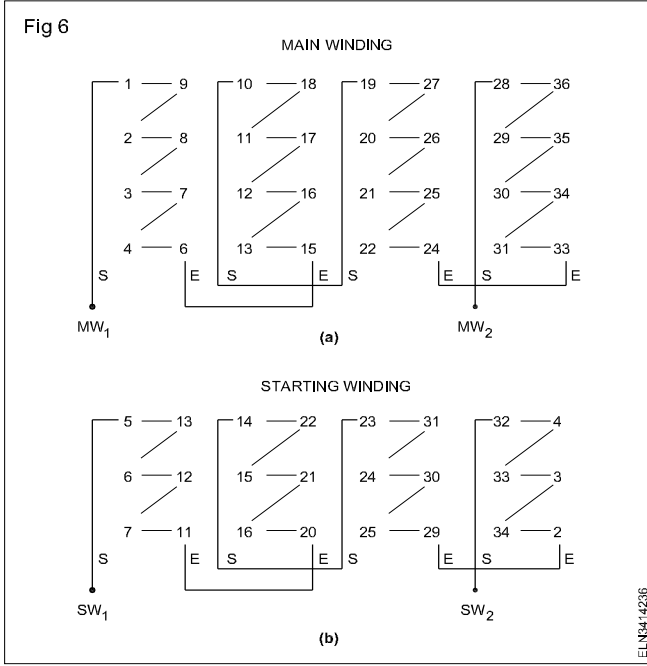 Fig 6
MAIN WINDING
1 — 9 10 — 18 19 — 27 28 — 36
2 — 8 11 — 17 20 — 26 29 — 35
3 — 7 12 — 16 21 — 25 30 — 34
4 — 6 13 — 15 22 — 24 31 — 33
S E S E S E S E
MW1 MW2
(a)
STARTING WINDING
5 — 13 14 — 22 23 — 31 32 — 4
6 — 12 15 — 21 24 — 30 33 — 3
7 — 11 16 — 20 25 — 29 34 — 2
S E S E S E S E
SW1 SW2
(b)
ELN3414236